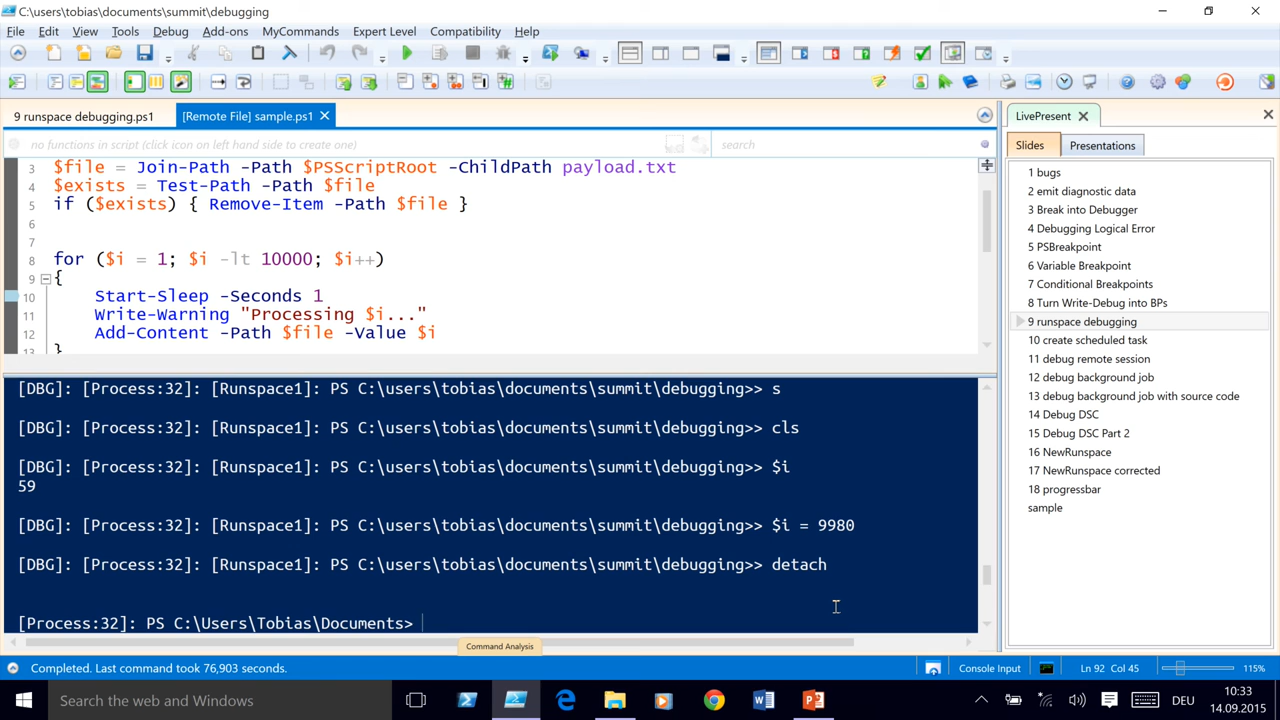 C:\users\tobias\documents\summit\debugging
File Edit View Tools Debug Add-ons MyCommands Expert Level Compatibility Help
9 runspace debugging.ps1
[Remote File] sample.ps1
no functions in script (click icon on left hand side to create one)
search
3 $file = Join-Path -Path $PSScriptRoot -ChildPath payload.txt
4 $exists = Test-Path -Path $file
5 if ($exists) { Remove-Item -Path $file }
6
7
8 for ($i = 1; $i -lt 10000; $i++)
9 {
10 Start-Sleep -Seconds 1
11 Write-Warning "Processing $i..."
12 Add-Content -Path $file -Value $i
13 }
[DBG]: [Process:32]: [Runspace1]: PS C:\users\tobias\documents\summit\debugging>> s
[DBG]: [Process:32]: [Runspace1]: PS C:\users\tobias\documents\summit\debugging>> cls
[DBG]: [Process:32]: [Runspace1]: PS C:\users\tobias\documents\summit\debugging>> $i
59
[DBG]: [Process:32]: [Runspace1]: PS C:\users\tobias\documents\summit\debugging>> $i = 9980
[DBG]: [Process:32]: [Runspace1]: PS C:\users\tobias\documents\summit\debugging>> detach
[Process:32]: PS C:\Users\Tobias\Documents>
Command Analysis
LivePresent
Slides Presentations
1 bugs
2 emit diagnostic data
3 Break into Debugger
4 Debugging Logical Error
5 PSBreakpoint
6 Variable Breakpoint
7 Conditional Breakpoints
8 Turn Write-Debug into BPs
9 runspace debugging
10 create scheduled task
11 debug remote session
12 debug background job
13 debug background job with source code
14 Debug DSC
15 Debug DSC Part 2
16 NewRunspace
17 NewRunspace corrected
18 progressbar
sample
Completed. Last command took 76,903 seconds.
Console Input
Ln 92 Col 45
115%
Search the web and Windows
DEU
10:33
14.09.2015